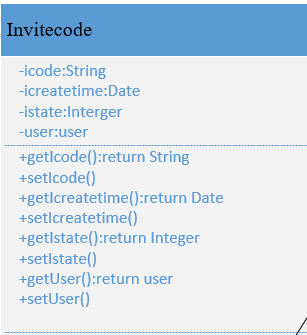 Invitecode
-icode:String
-icreatetime:Date
-istate:Interger
-user:user
+getIcode():return String
+setIcode()
+getIcreatetime():return Date
+setIcreatetime()
+getIstate():return Integer
+setIstate()
+getUser():return user
+setUser()